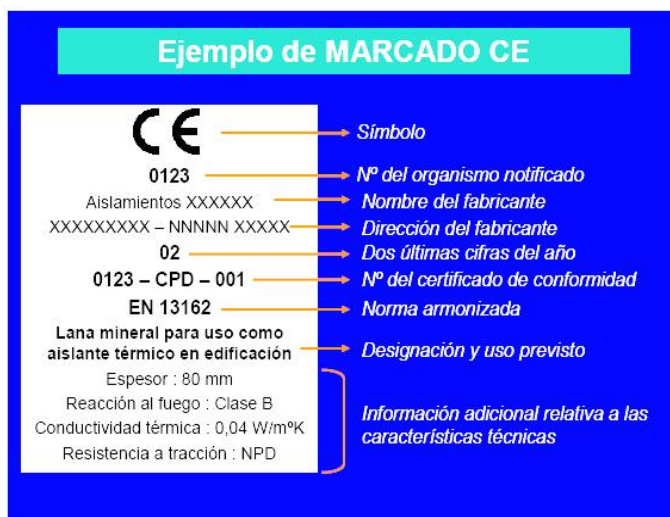 Ejemplo de MARCADO CE
CE
Símbolo
0123
Nº del organismo notificado
Aislamientos XXXXXX
Nombre del fabricante
XXXXXXXXX – NNNNN XXXXX
Dirección del fabricante
02
Dos últimas cifras del año
0123 – CPD – 001
Nº del certificado de conformidad
EN 13162
Norma armonizada
Lana mineral para uso como
aislante térmico en edificación
Designación y uso previsto
Espesor : 80 mm
Reacción al fuego : Clase B
Conductividad térmica : 0,04 W/mºK
Resistencia a tracción : NPD
Información adicional relativa a las
características técnicas